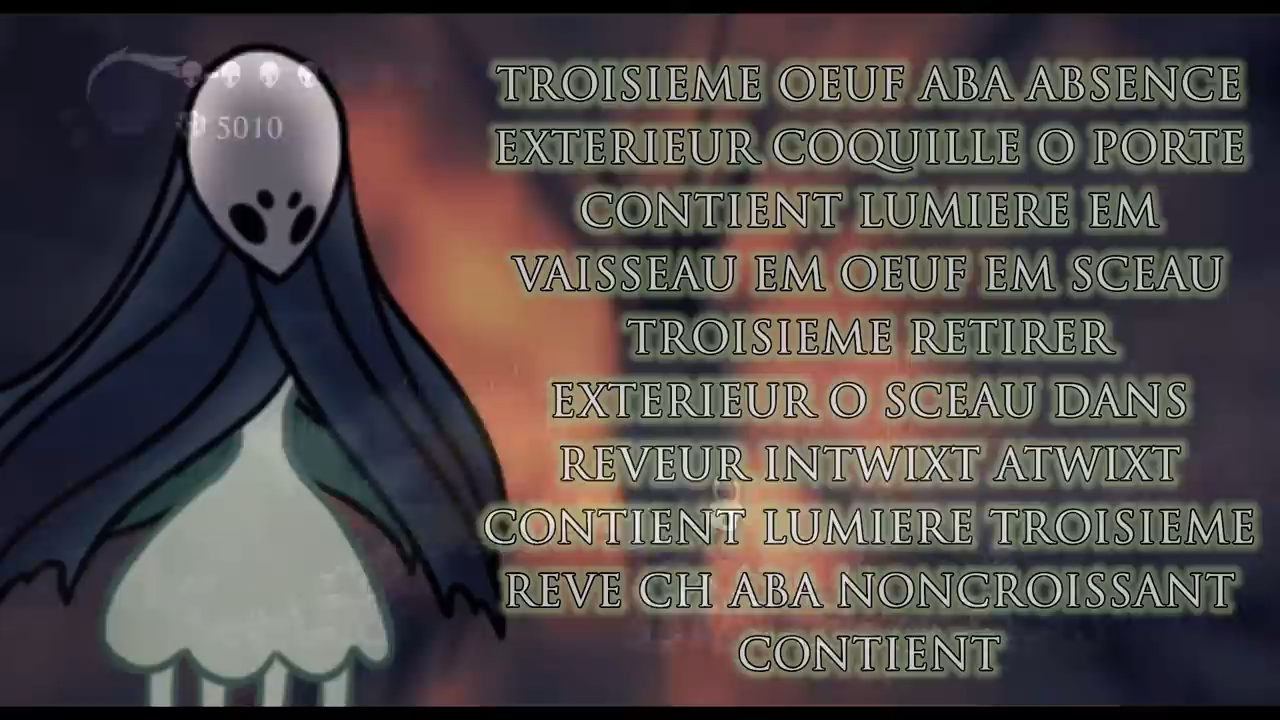 5010
TROISIEME OEUF ABA ABSENCE
EXTERIEUR COQUILLE O PORTE
CONTIENT LUMIERE EM
VAISSEAU EM OEUF EM SCEAU
TROISIEME RETIRER
EXTERIEUR O SCEAU DANS
REVEUR INTWIXT ATWIXT
CONTIENT LUMIERE TROISIEME
REVE CH ABA NONCROISSANT
CONTIENT